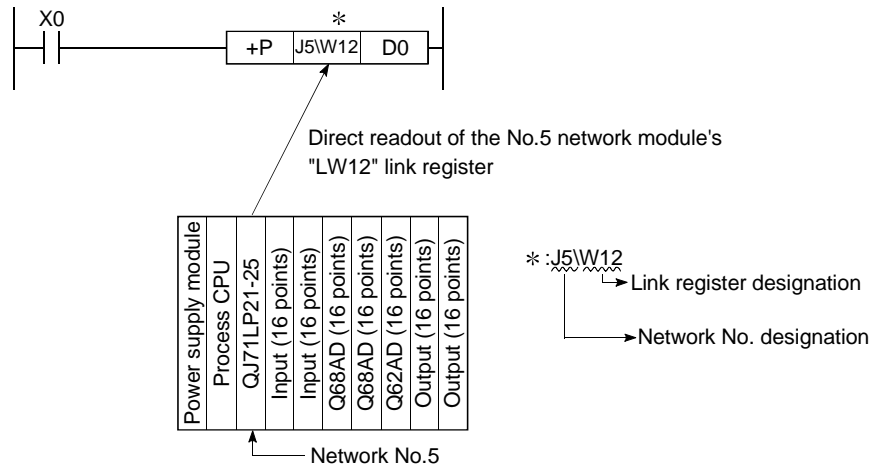 X0
*
+P J5\W12 D0
Direct readout of the No.5 network module's
"LW12" link register
Power supply module
Process CPU
QJ71LP21-25
Input (16 points)
Input (16 points)
Q68AD (16 points)
Q68AD (16 points)
Q62AD (16 points)
Output (16 points)
Output (16 points)
Network No.5
* :J5\W12
Link register designation
Network No. designation